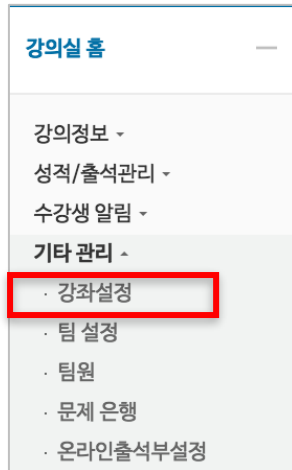 강의실 홈
강의정보
성적/출석관리
수강생 알림
기타 관리
· 강좌설정
· 팀 설정
· 팀원
· 문제 은행
· 온라인출석부설정